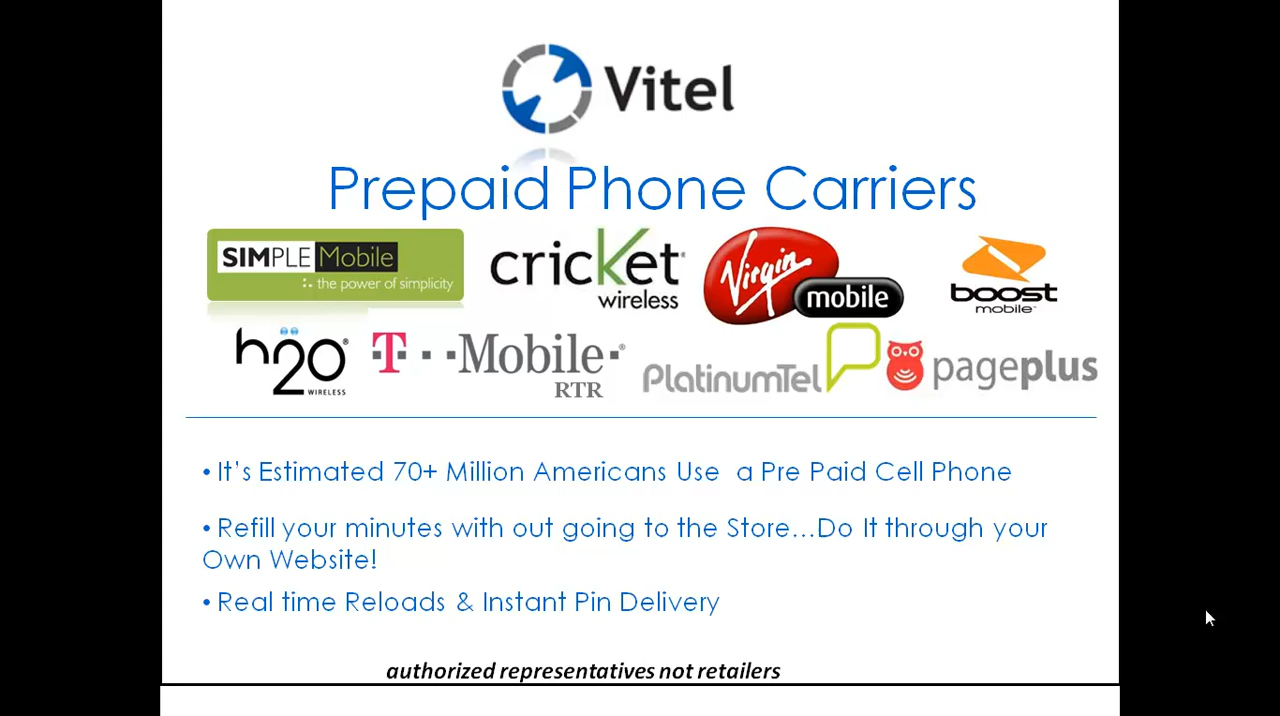 Vitel
Prepaid Phone Carriers
SIMPLE Mobile
the power of simplicity
cricket
wireless
Virgin
mobile
boost
mobile™
h2o®
WIRELESS
T··Mobile·®
RTR
PlatinumTel
pageplus
• It's Estimated 70+ Million Americans Use a Pre Paid Cell Phone
• Refill your minutes with out going to the Store...Do It through your
Own Website!
• Real time Reloads & Instant Pin Delivery
authorized representatives not retailers